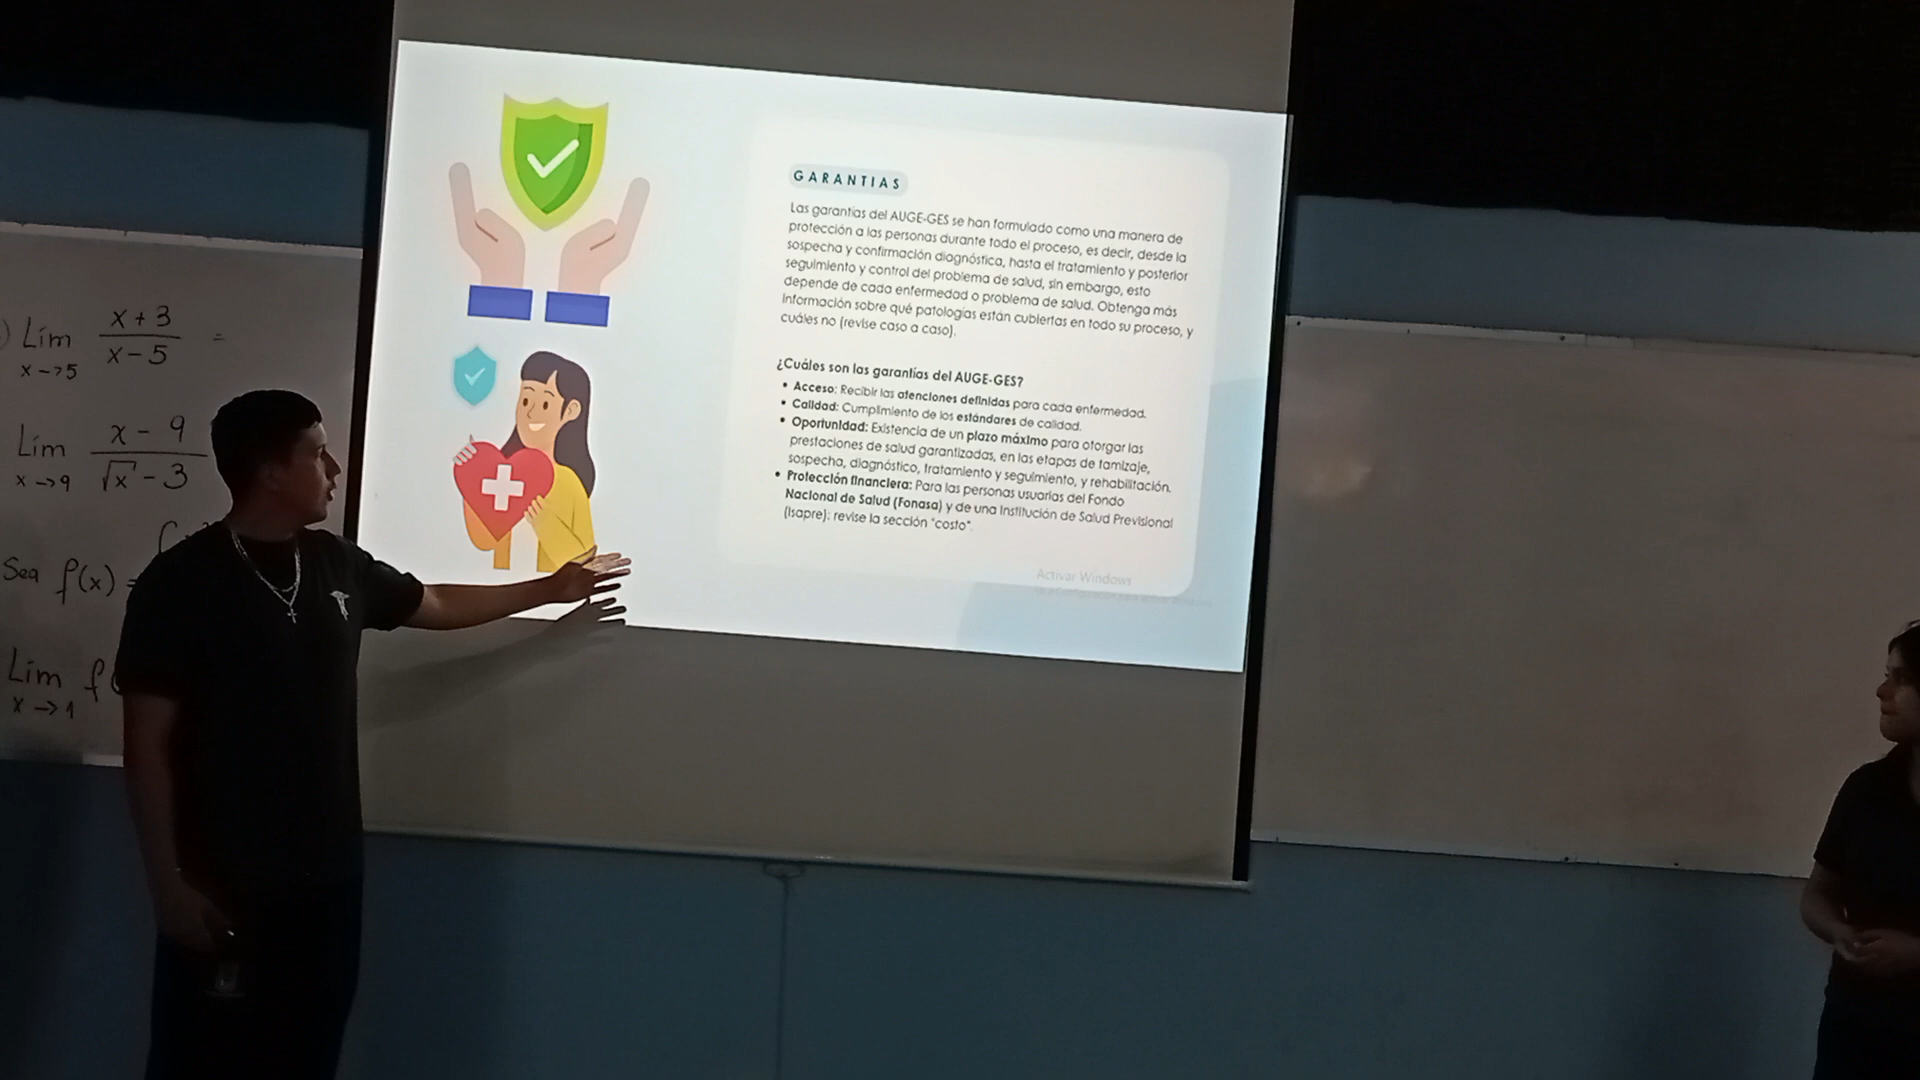 Lím x+3 =
x->5 x-5
Lím x-9
x->9 √x-3
Sea f(x) =
Lím f(
x->1
GARANTIAS
Las garantías del AUGE-GES se han formulado como una manera de
protección a las personas durante todo el proceso, es decir, desde la
sospecha y confirmación diagnóstica, hasta el tratamiento y posterior
seguimiento y control del problema de salud, sin embargo, esto
depende de cada enfermedad o problema de salud. Obtenga más
información sobre qué patologías están cubiertas en todo su proceso, y
cuáles no (revise caso a caso).
¿Cuáles son las garantías del AUGE-GES?
• Acceso: Recibir las atenciones definidas para cada enfermedad.
• Calidad: Cumplimiento de los estándares de calidad.
• Oportunidad: Existencia de un plazo máximo para otorgar las
prestaciones de salud garantizadas, en las etapas de tamizaje,
sospecha, diagnóstico, tratamiento y seguimiento, y rehabilitación.
• Protección financiera: Para las personas usuarias del Fondo
Nacional de Salud (Fonasa) y de una Institución de Salud Previsional
(Isapre): revise la sección "costo".
Activar Windows